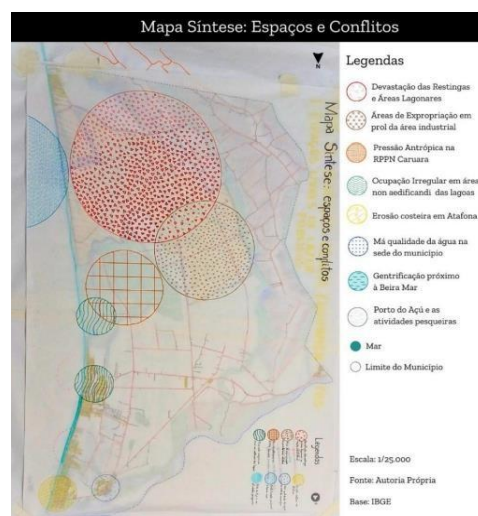 Mapa Síntese: Espaços e Conflitos
N
Legendas
Devastação das Restingas
e Áreas Lagonares
Áreas de Expropriação em
prol da área industrial
Pressão Antrópica na
RPPN Caruara
Ocupação Irregular em área
non aedificandi das lagoas
Erosão costeira em Atafona
Má qualidade da água na
sede do município
Gentrificação próximo
à Beira Mar
Porto do Açú e as
atividades pesqueiras
Mar
Limite do Município
Escala: 1/25.000
Fonte: Autoria Própria
Base: IBGE
Mapa Síntese: espaços e conflitos
Legendas